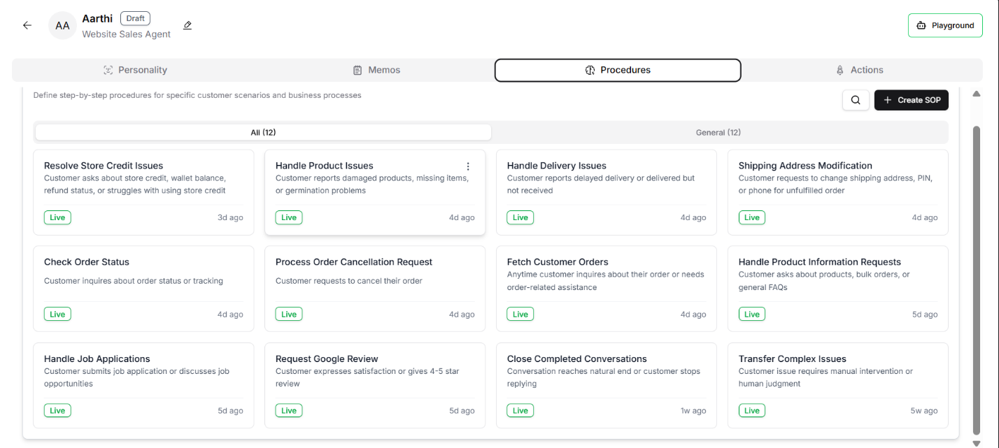 AA
Aarthi
Draft
Website Sales Agent
Playground
Personality
Memos
Procedures
Actions
Define step-by-step procedures for specific customer scenarios and business processes
Create SOP
All (12)
General (12)
Resolve Store Credit Issues
Customer asks about store credit, wallet balance,
refund status, or struggles with using store credit
Live
3d ago
Handle Product Issues
Customer reports damaged products, missing items,
or germination problems
Live
4d ago
Handle Delivery Issues
Customer reports delayed delivery or delivered but
not received
Live
4d ago
Shipping Address Modification
Customer requests to change shipping address, PIN,
or phone for unfulfilled order
Live
4d ago
Check Order Status
Customer inquires about order status or tracking
Live
4d ago
Process Order Cancellation Request
Customer requests to cancel their order
Live
4d ago
Fetch Customer Orders
Anytime customer inquires about their order or needs
order-related assistance
Live
4d ago
Handle Product Information Requests
Customer asks about products, bulk orders, or
general FAQs
Live
5d ago
Handle Job Applications
Customer submits job application or discusses job
opportunities
Live
5d ago
Request Google Review
Customer expresses satisfaction or gives 4-5 star
review
Live
5d ago
Close Completed Conversations
Conversation reaches natural end or customer stops
replying
Live
1w ago
Transfer Complex Issues
Customer issue requires manual intervention or
human judgment
Live
5w ago